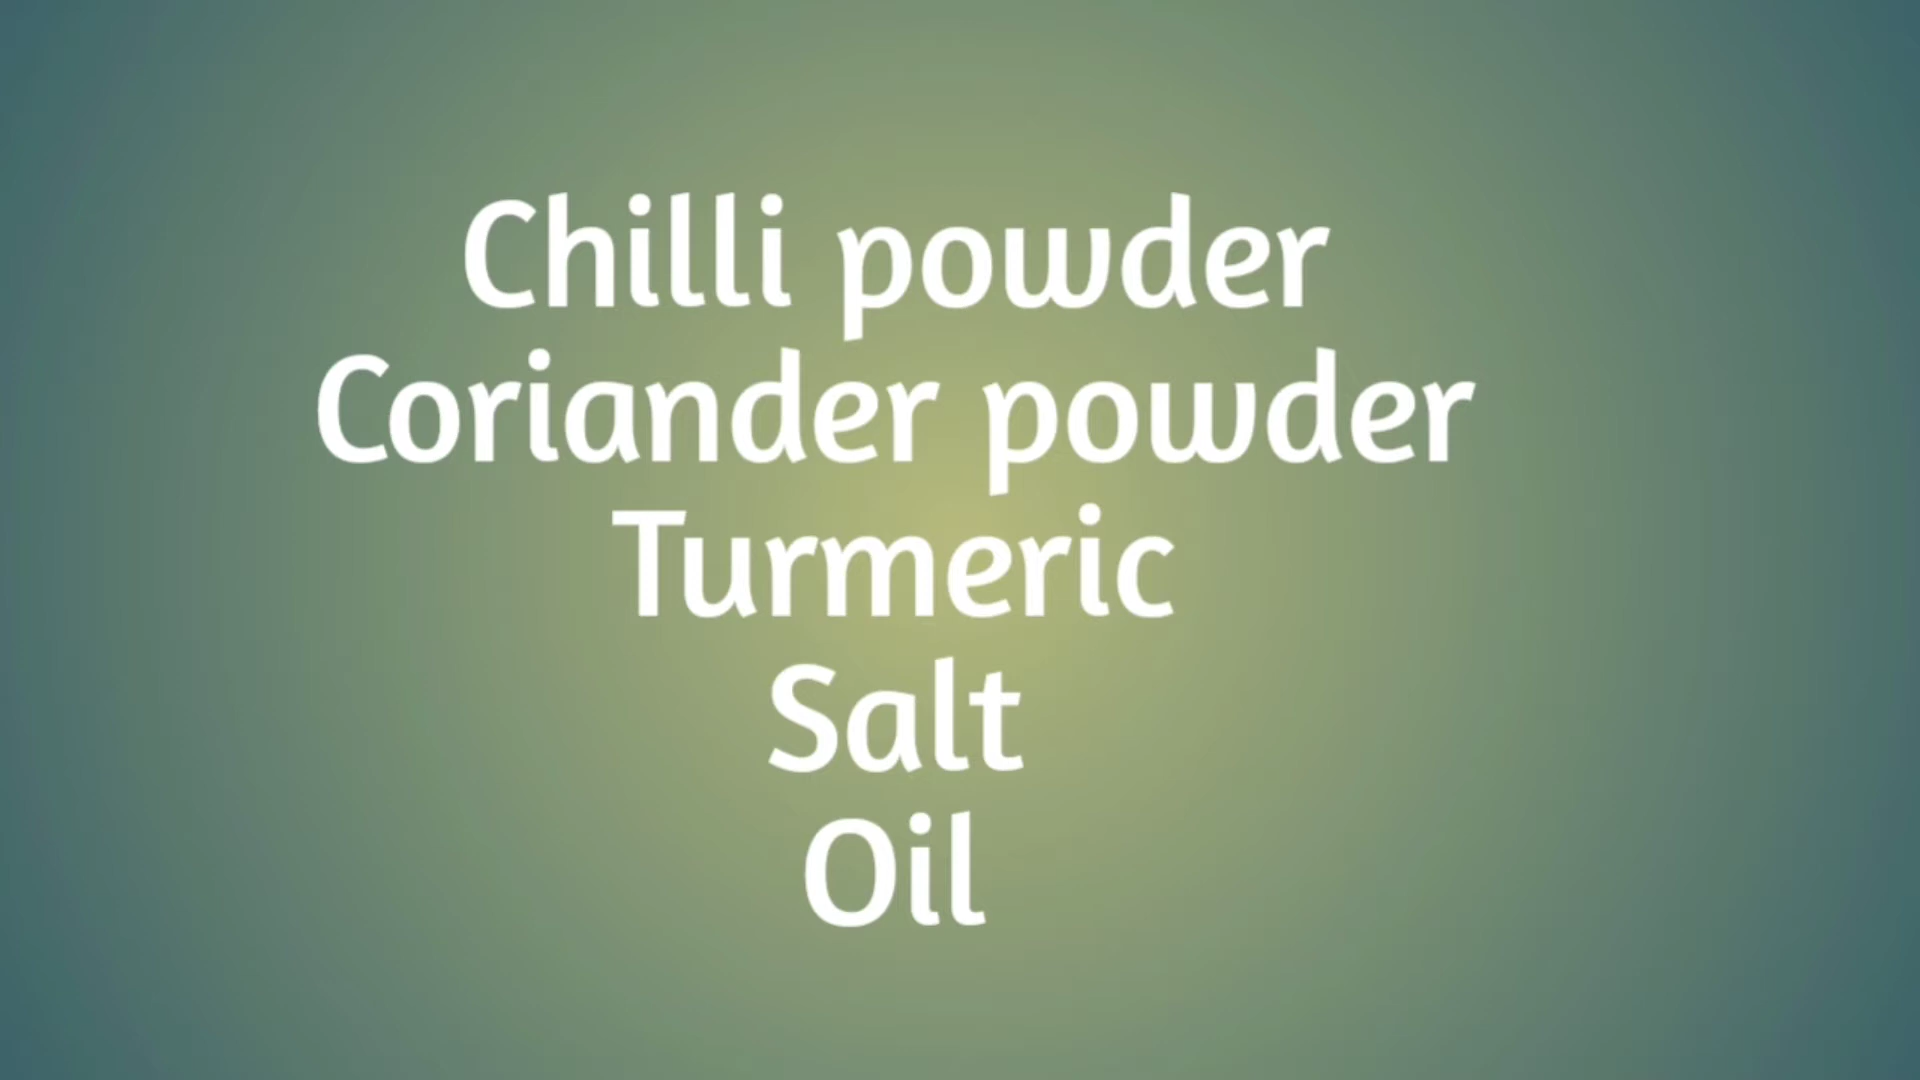 Chilli powder
Coriander powder
Turmeric
Salt
Oil